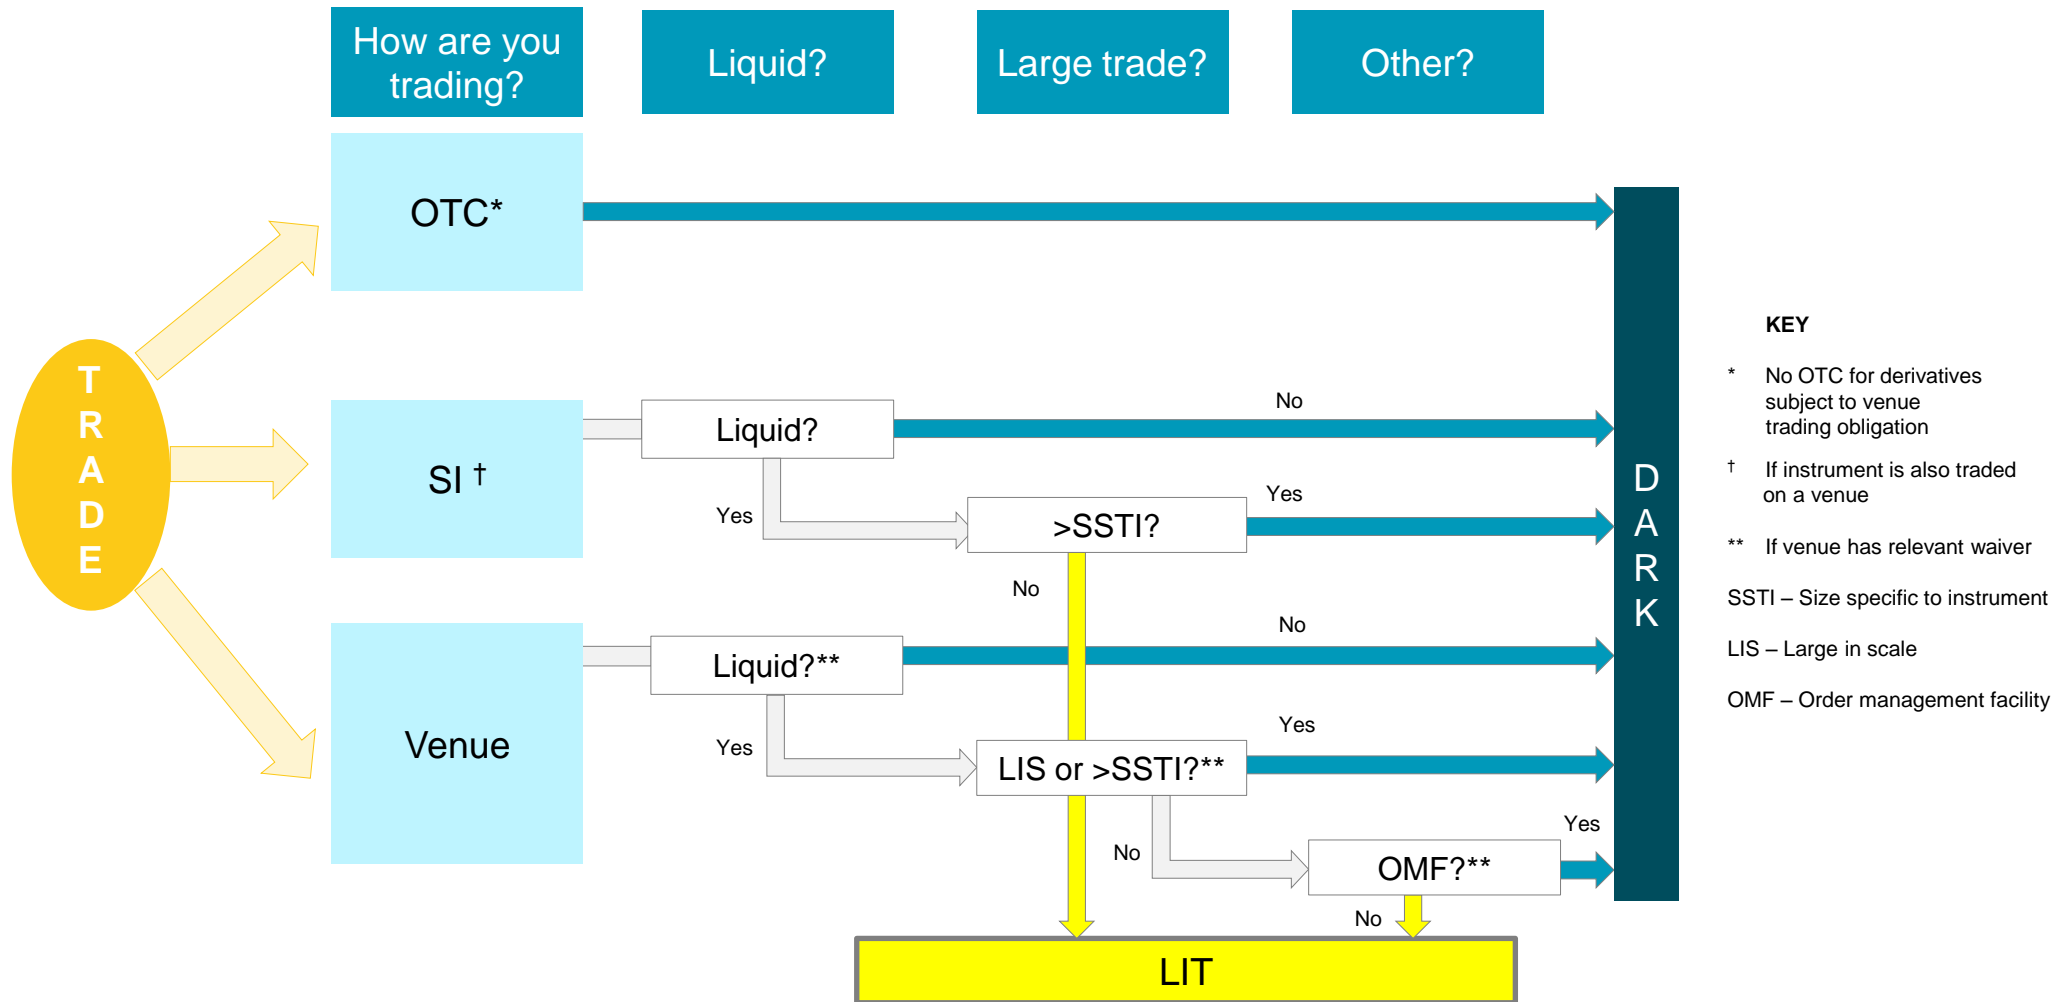 How are you
trading?
Liquid?
Large trade?
Other?
TRADE
OTC*
SI †
Liquid?
No
Yes
>SSTI?
Yes
No
Venue
Liquid?**
No
Yes
LIS or >SSTI?**
Yes
No
OMF?**
Yes
No
LIT
DARK
KEY
* No OTC for derivatives
subject to venue
trading obligation
† If instrument is also traded
on a venue
** If venue has relevant waiver
SSTI – Size specific to instrument
LIS – Large in scale
OMF – Order management facility